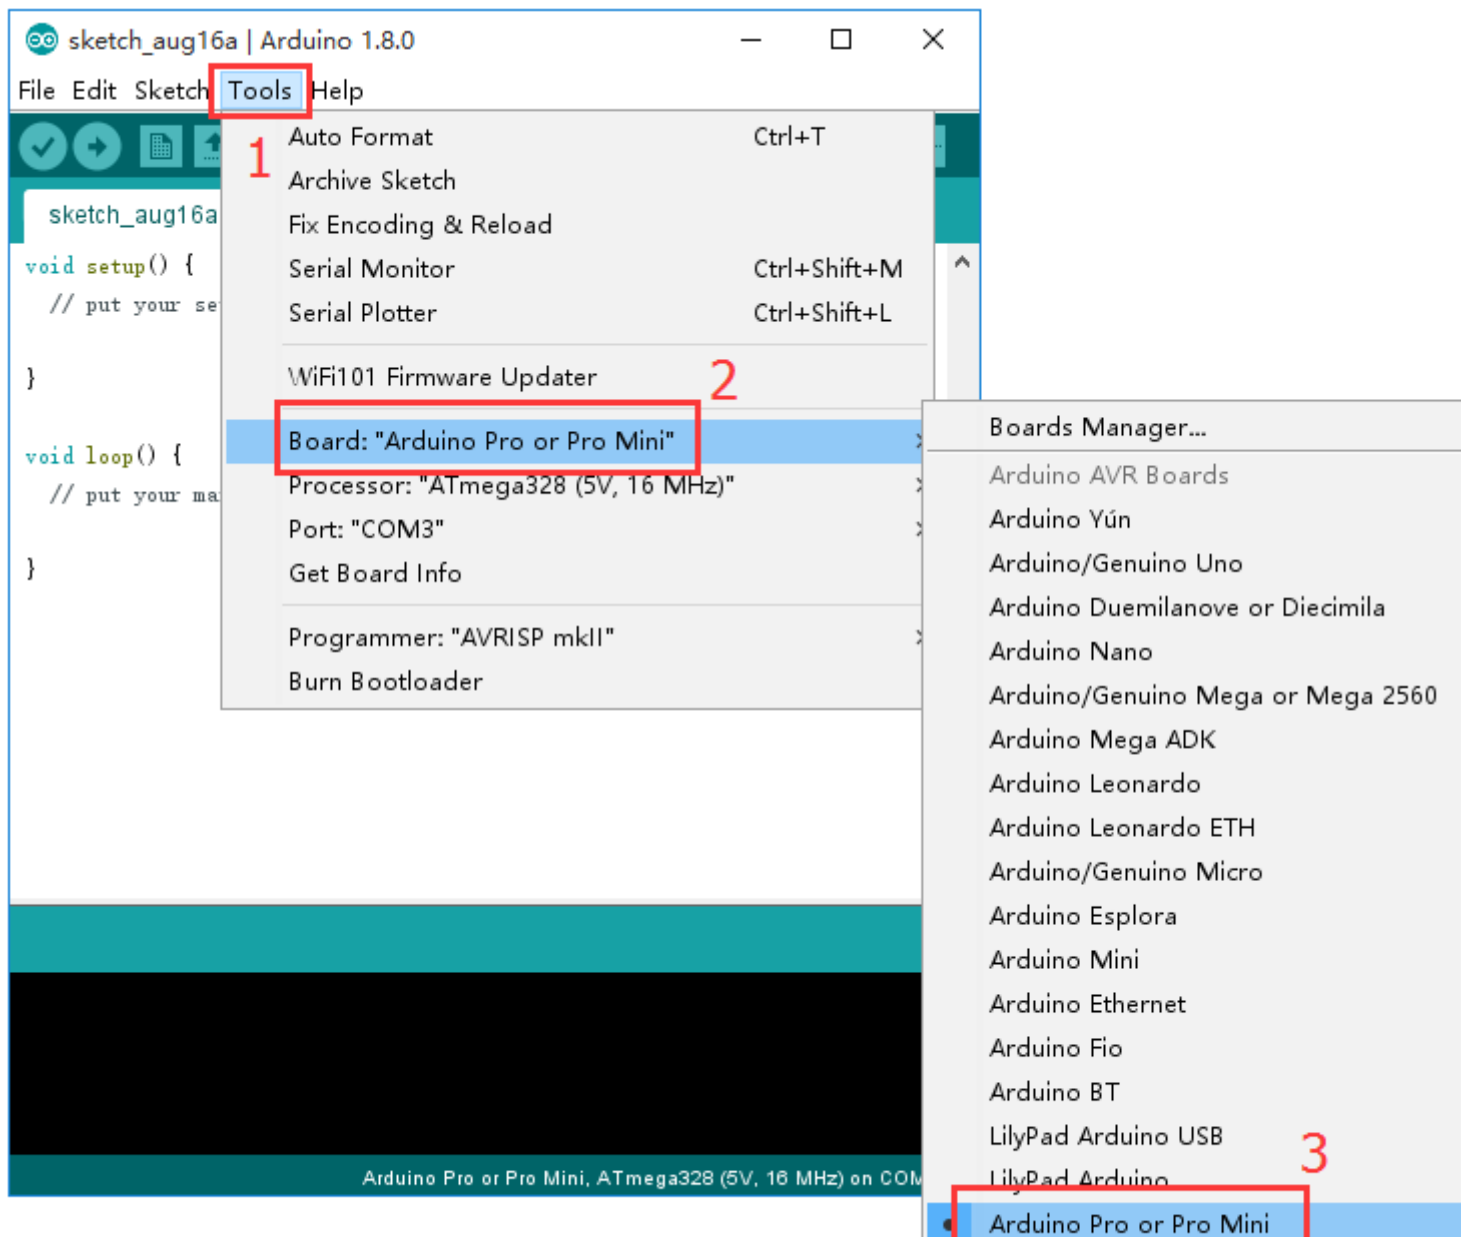 sketch_aug16a | Arduino 1.8.0
File Edit Sketch Tools Help
1
Auto Format Ctrl+T
Archive Sketch
Fix Encoding & Reload
Serial Monitor Ctrl+Shift+M
Serial Plotter Ctrl+Shift+L
WiFi101 Firmware Updater
2
Board: "Arduino Pro or Pro Mini"
Processor: "ATmega328 (5V, 16 MHz)"
Port: "COM3"
Get Board Info
Programmer: "AVRISP mkII"
Burn Bootloader
sketch_aug16a
void setup() {
// put your se
}
void loop() {
// put your ma
}
Boards Manager...
Arduino AVR Boards
Arduino Yún
Arduino/Genuino Uno
Arduino Duemilanove or Diecimila
Arduino Nano
Arduino/Genuino Mega or Mega 2560
Arduino Mega ADK
Arduino Leonardo
Arduino Leonardo ETH
Arduino/Genuino Micro
Arduino Esplora
Arduino Mini
Arduino Ethernet
Arduino Fio
Arduino BT
LilyPad Arduino USB
LilyPad Arduino
3
Arduino Pro or Pro Mini
Arduino Pro or Pro Mini, ATmega328 (5V, 16 MHz) on COM